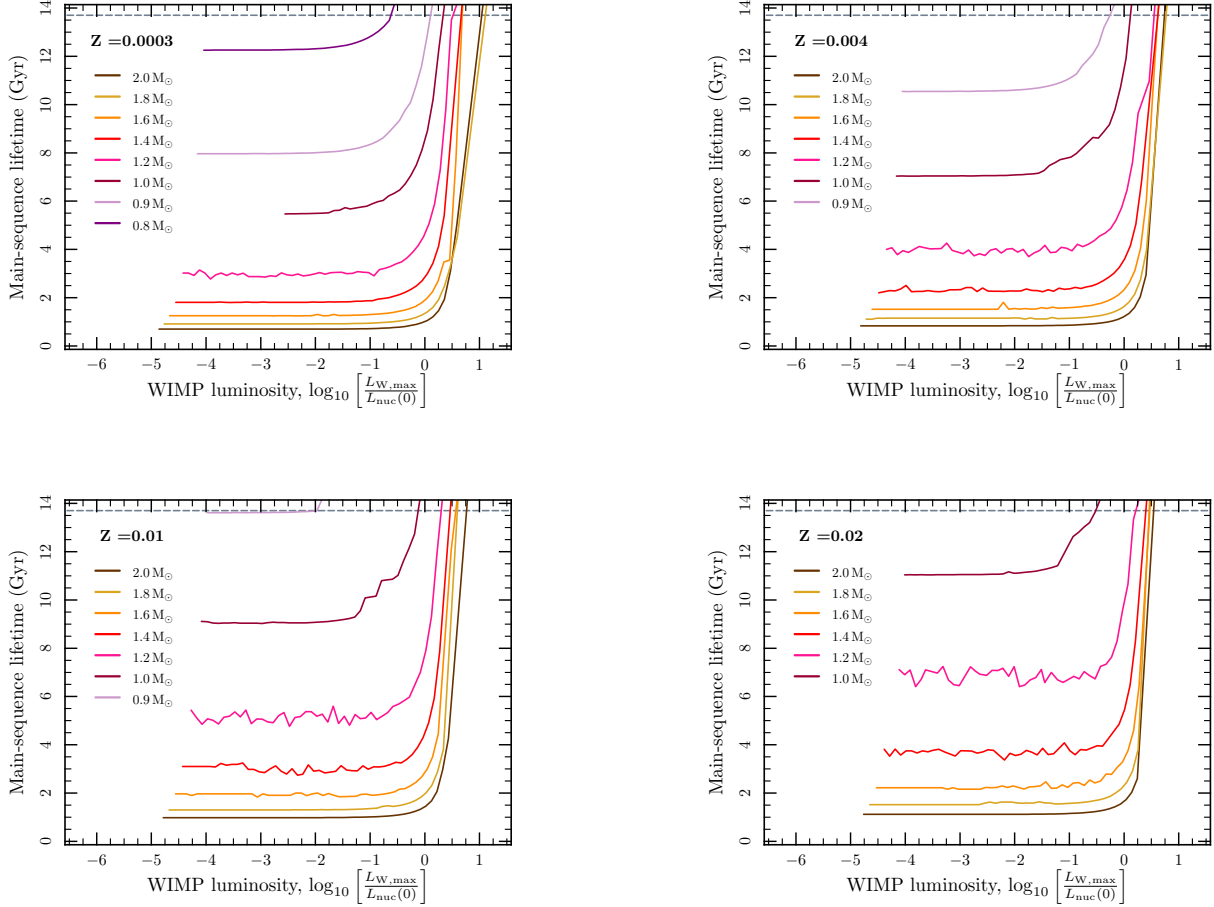 Z =0.0003
2.0 M⊙
1.8 M⊙
1.6 M⊙
1.4 M⊙
1.2 M⊙
1.0 M⊙
0.9 M⊙
0.8 M⊙
Main-sequence lifetime (Gyr)
0 2 4 6 8 10 12 14
−6 −5 −4 −3 −2 −1 0 1
WIMP luminosity, log₁₀ [L_W,max / L_nuc(0)]
Z =0.004
2.0 M⊙
1.8 M⊙
1.6 M⊙
1.4 M⊙
1.2 M⊙
1.0 M⊙
0.9 M⊙
Main-sequence lifetime (Gyr)
0 2 4 6 8 10 12 14
−6 −5 −4 −3 −2 −1 0 1
WIMP luminosity, log₁₀ [L_W,max / L_nuc(0)]
Z =0.01
2.0 M⊙
1.8 M⊙
1.6 M⊙
1.4 M⊙
1.2 M⊙
1.0 M⊙
0.9 M⊙
Main-sequence lifetime (Gyr)
0 2 4 6 8 10 12 14
−6 −5 −4 −3 −2 −1 0 1
WIMP luminosity, log₁₀ [L_W,max / L_nuc(0)]
Z =0.02
2.0 M⊙
1.8 M⊙
1.6 M⊙
1.4 M⊙
1.2 M⊙
1.0 M⊙
Main-sequence lifetime (Gyr)
0 2 4 6 8 10 12 14
−6 −5 −4 −3 −2 −1 0 1
WIMP luminosity, log₁₀ [L_W,max / L_nuc(0)]